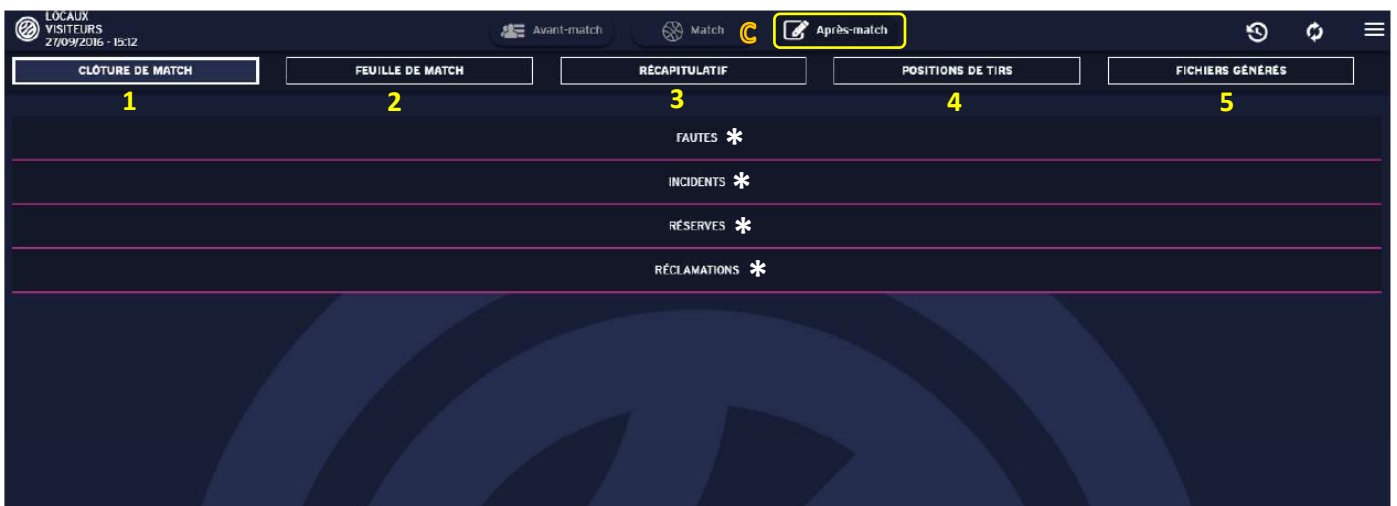 LOCAUX
VISITEURS
27/09/2016 - 15:12
Avant-match Match C Après-match
CLÔTURE DE MATCH FEUILLE DE MATCH RÉCAPITULATIF POSITIONS DE TIRS FICHIERS GÉNÉRÉS
1 2 3 4 5
FAUTES *
INCIDENTS *
RÉSERVES *
RÉCLAMATIONS *